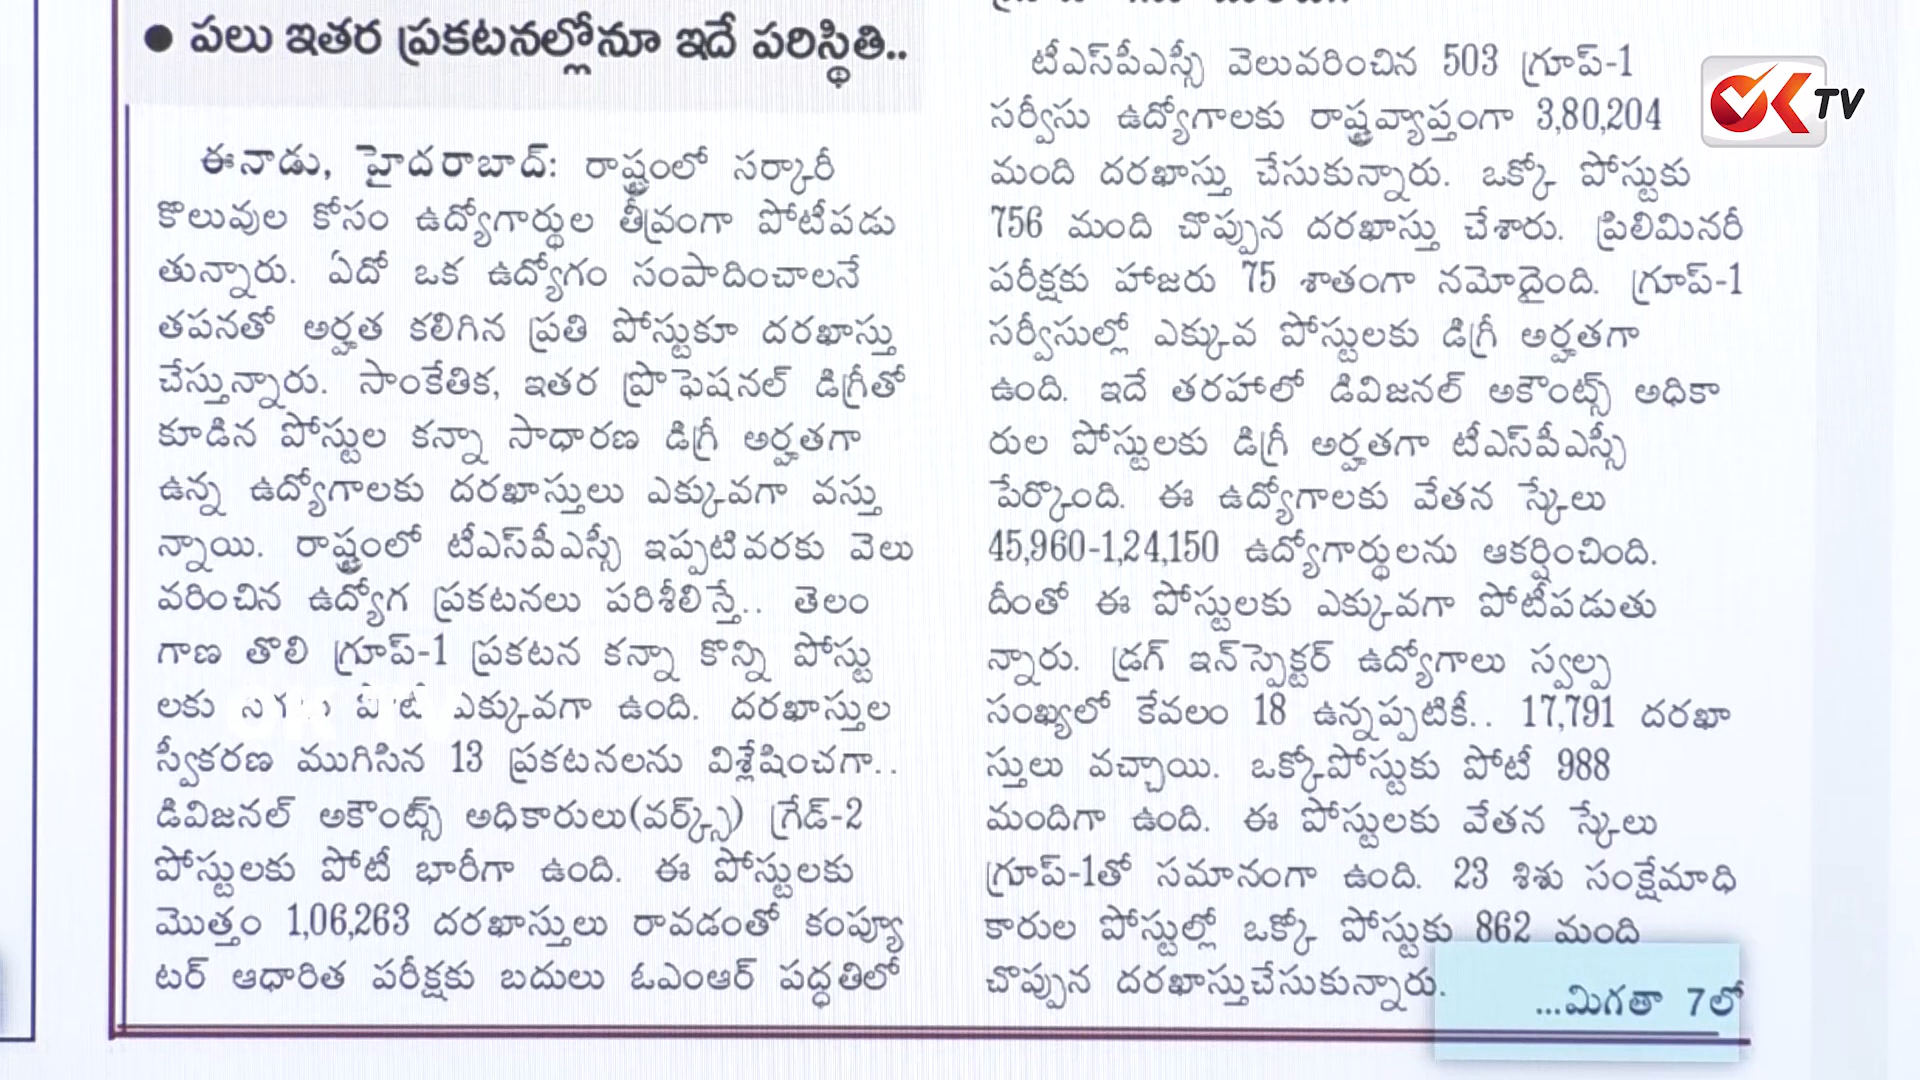 ● పలు ఇతర ప్రకటనల్లోనూ ఇదే పరిస్థితి..
ఈనాడు, హైదరాబాద్: రాష్ట్రంలో సర్కారీ
కొలువుల కోసం ఉద్యోగార్థుల తీవ్రంగా పోటీపడు
తున్నారు. ఏదో ఒక ఉద్యోగం సంపాదించాలనే
తపనతో అర్హత కలిగిన ప్రతి పోస్టుకూ దరఖాస్తు
చేస్తున్నారు. సాంకేతిక, ఇతర ప్రొఫెషనల్ డిగ్రీతో
కూడిన పోస్టుల కన్నా సాధారణ డిగ్రీ అర్హతగా
ఉన్న ఉద్యోగాలకు దరఖాస్తులు ఎక్కువగా వస్తు
న్నాయి. రాష్ట్రంలో టీఎస్‌పీఎస్సీ ఇప్పటివరకు వెలు
వరించిన ఉద్యోగ ప్రకటనలు పరిశీలిస్తే.. తెలం
గాణ తొలి గ్రూప్-1 ప్రకటన కన్నా కొన్ని పోస్టు
లకు ఎక్కువగా ఉంది. దరఖాస్తుల
స్వీకరణ ముగిసిన 13 ప్రకటనలను విశ్లేషించగా..
డివిజనల్ అకౌంట్స్ అధికారులు(వర్క్స్) గ్రేడ్-2
పోస్టులకు పోటీ భారీగా ఉంది. ఈ పోస్టులకు
మొత్తం 1,06,263 దరఖాస్తులు రావడంతో కంప్యూ
టర్ ఆధారిత పరీక్షకు బదులు ఓఎంఆర్ పద్ధతిలో
టీఎస్‌పీఎస్సీ వెలువరించిన 503 గ్రూప్-1
సర్వీసు ఉద్యోగాలకు రాష్ట్రవ్యాప్తంగా 3,80,204
మంది దరఖాస్తు చేసుకున్నారు. ఒక్కో పోస్టుకు
756 మంది చొప్పున దరఖాస్తు చేశారు. ప్రిలిమినరీ
పరీక్షకు హాజరు 75 శాతంగా నమోదైంది. గ్రూప్-1
సర్వీసుల్లో ఎక్కువ పోస్టులకు డిగ్రీ అర్హతగా
ఉంది. ఇదే తరహాలో డివిజనల్ అకౌంట్స్ అధికా
రుల పోస్టులకు డిగ్రీ అర్హతగా టీఎస్‌పీఎస్సీ
పేర్కొంది. ఈ ఉద్యోగాలకు వేతన స్కేలు
45,960-1,24,150 ఉద్యోగార్థులను ఆకర్షించింది.
దీంతో ఈ పోస్టులకు ఎక్కువగా పోటీపడుతు
న్నారు. డ్రగ్ ఇన్‌స్పెక్టర్ ఉద్యోగాలు స్వల్ప
సంఖ్యలో కేవలం 18 ఉన్నప్పటికీ.. 17,791 దరఖా
స్తులు వచ్చాయి. ఒక్కోపోస్టుకు పోటీ 988
మందిగా ఉంది. ఈ పోస్టులకు వేతన స్కేలు
గ్రూప్-1తో సమానంగా ఉంది. 23 శిశు సంక్షేమాధి
కారుల పోస్టుల్లో ఒక్కో పోస్టుకు 862 మంది
చొప్పున దరఖాస్తుచేసుకున్నారు.
...మిగతా 7లో
OK TV
OK TV